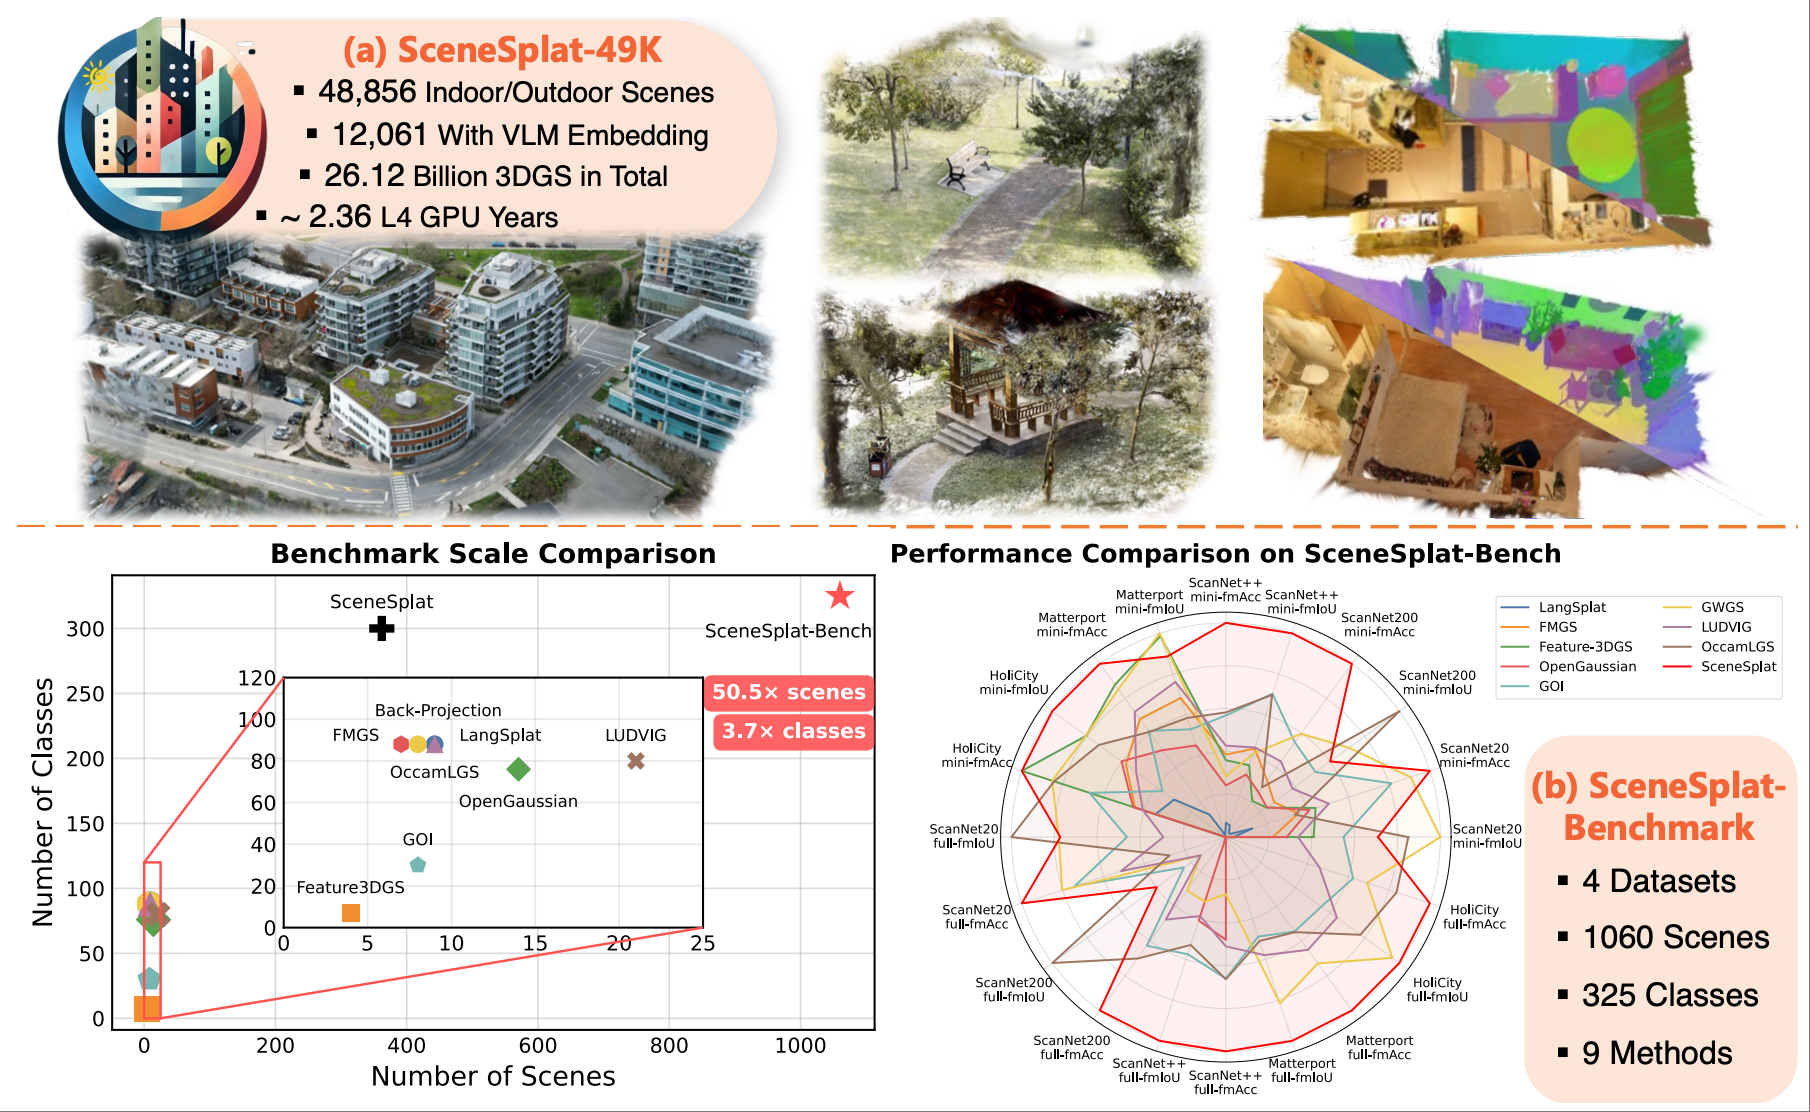 (a) SceneSplat-49K
▪ 48,856 Indoor/Outdoor Scenes
▪ 12,061 With VLM Embedding
▪ 26.12 Billion 3DGS in Total
▪ ~ 2.36 L4 GPU Years
Benchmark Scale Comparison
Number of Classes
300
250
200
150
100
50
0
0
200
400
600
800
1000
Number of Scenes
SceneSplat
SceneSplat-Bench
50.5× scenes
3.7× classes
120
100
80
60
40
20
0
0
5
10
15
20
25
Back-Projection
FMGS
LangSplat
LUDVIG
OccamLGS
OpenGaussian
GOI
Feature3DGS
Performance Comparison on SceneSplat-Bench
ScanNet++
mini-fmAcc
ScanNet++
mini-fmIoU
ScanNet200
mini-fmAcc
ScanNet200
mini-fmIoU
ScanNet20
mini-fmAcc
ScanNet20
mini-fmIoU
HoliCity
full-fmAcc
HoliCity
full-fmIoU
Matterport
full-fmAcc
Matterport
full-fmIoU
ScanNet++
full-fmAcc
ScanNet++
full-fmIoU
ScanNet200
full-fmAcc
ScanNet200
full-fmIoU
ScanNet20
full-fmAcc
ScanNet20
full-fmIoU
HoliCity
mini-fmAcc
HoliCity
mini-fmIoU
Matterport
mini-fmAcc
Matterport
mini-fmIoU
LangSplat
FMGS
Feature-3DGS
OpenGaussian
GOI
GWGS
LUDVIG
OccamLGS
SceneSplat
(b) SceneSplat-
Benchmark
▪ 4 Datasets
▪ 1060 Scenes
▪ 325 Classes
▪ 9 Methods